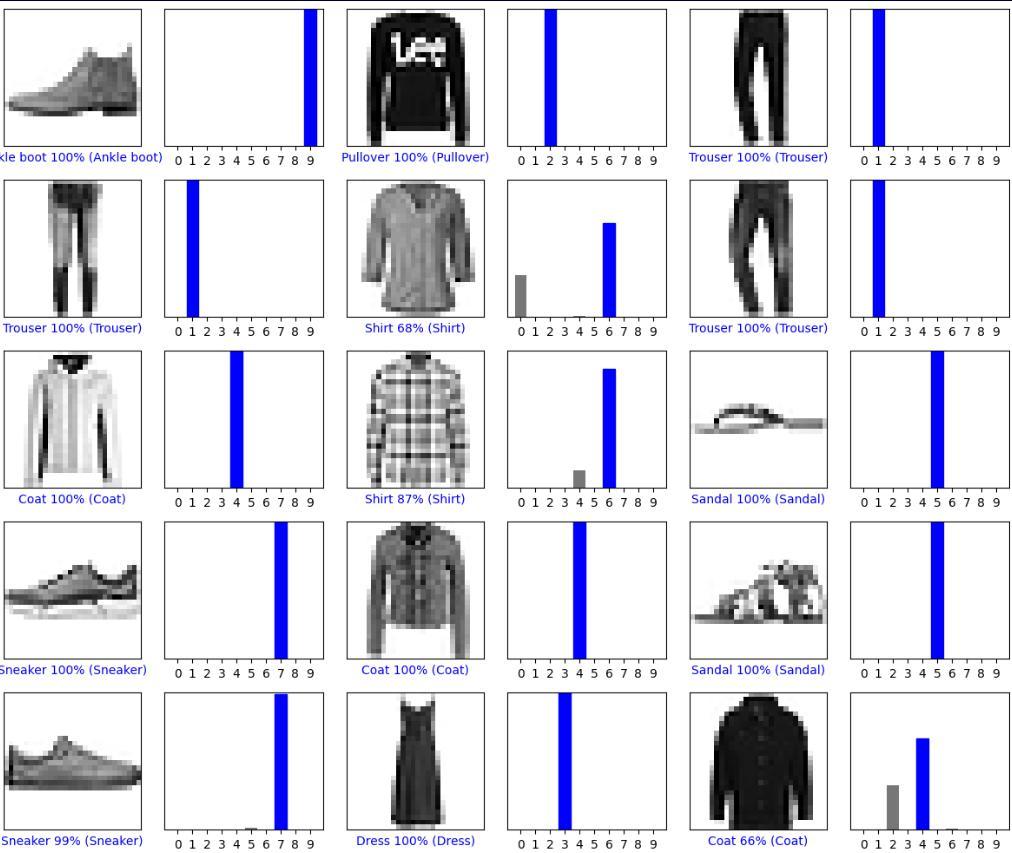 Lee
0 1 2 3 4 5 6 7 8 9
0 1 2 3 4 5 6 7 8 9
0 1 2 3 4 5 6 7 8 9
kle boot 100% (Ankle boot)
Pullover 100% (Pullover)
Trouser 100% (Trouser)
0 1 2 3 4 5 6 7 8 9
0 1 2 3 4 5 6 7 8 9
0 1 2 3 4 5 6 7 8 9
Trouser 100% (Trouser)
Shirt 68% (Shirt)
Trouser 100% (Trouser)
0 1 2 3 4 5 6 7 8 9
0 1 2 3 4 5 6 7 8 9
0 1 2 3 4 5 6 7 8 9
Coat 100% (Coat)
Shirt 87% (Shirt)
Sandal 100% (Sandal)
0 1 2 3 4 5 6 7 8 9
0 1 2 3 4 5 6 7 8 9
0 1 2 3 4 5 6 7 8 9
Sneaker 100% (Sneaker)
Coat 100% (Coat)
Sandal 100% (Sandal)
0 1 2 3 4 5 6 7 8 9
0 1 2 3 4 5 6 7 8 9
0 1 2 3 4 5 6 7 8 9
Sneaker 99% (Sneaker)
Dress 100% (Dress)
Coat 66% (Coat)